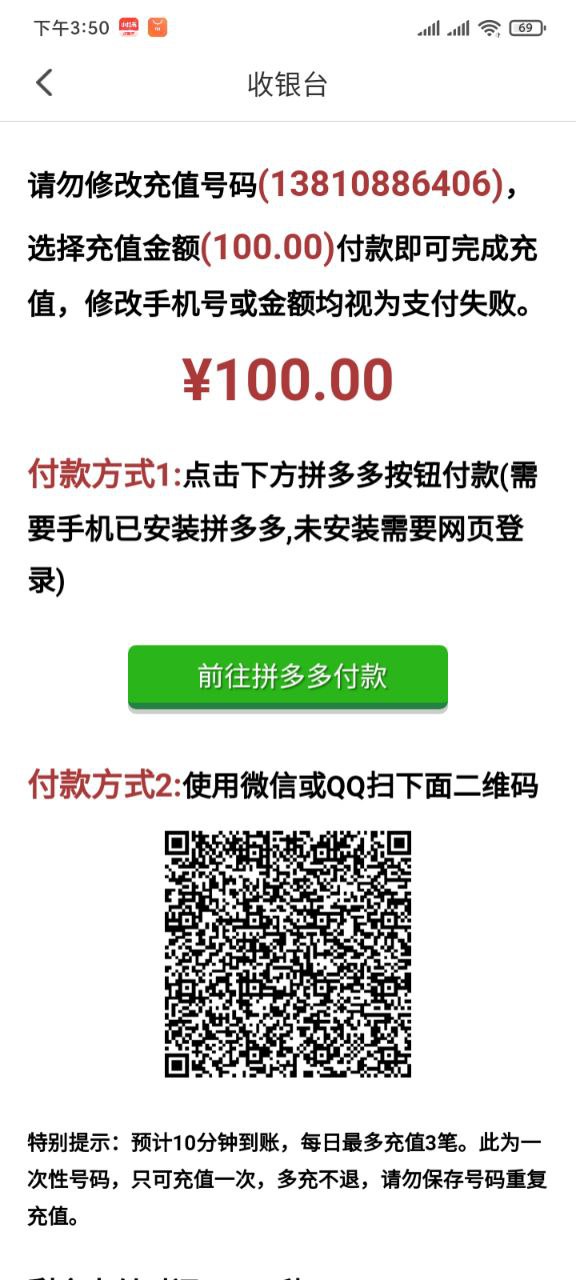 下午3:50
69
收银台
请勿修改充值号码(13810886406)，
选择充值金额(100.00)付款即可完成充
值，修改手机号或金额均视为支付失败。
¥100.00
付款方式1:点击下方拼多多按钮付款(需
要手机已安装拼多多,未安装需要网页登
录)
前往拼多多付款
付款方式2:使用微信或QQ扫下面二维码
特别提示：预计10分钟到账，每日最多充值3笔。此为一
次性号码，只可充值一次，多充不退，请勿保存号码重复
充值。